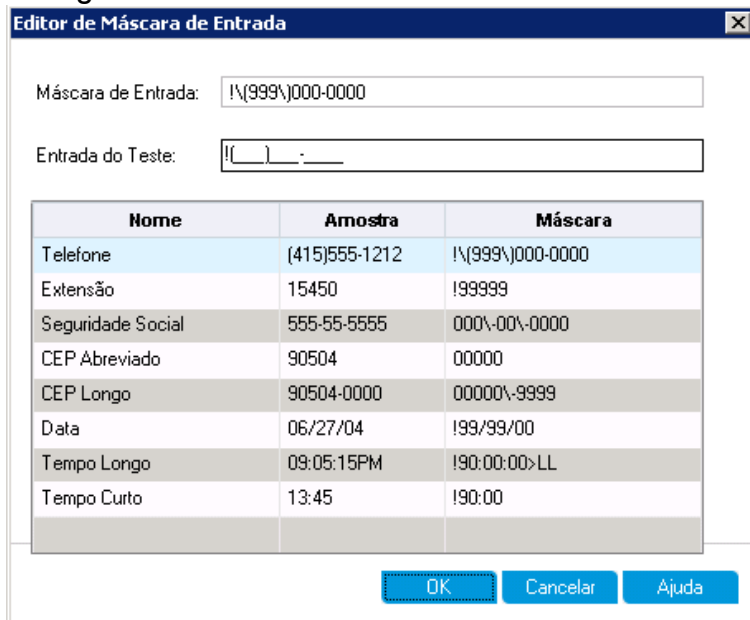 Editor de Máscara de Entrada
Máscara de Entrada: !\(999\)000-0000
Entrada do Teste: !(___)___-____
Nome Amostra Máscara
Telefone (415)555-1212 !\(999\)000-0000
Extensão 15450 !99999
Seguridade Social 555-55-5555 000\-00\-0000
CEP Abreviado 90504 00000
CEP Longo 90504-0000 00000\-9999
Data 06/27/04 !99/99/00
Tempo Longo 09:05:15PM !90:00:00>LL
Tempo Curto 13:45 !90:00
OK Cancelar Ajuda